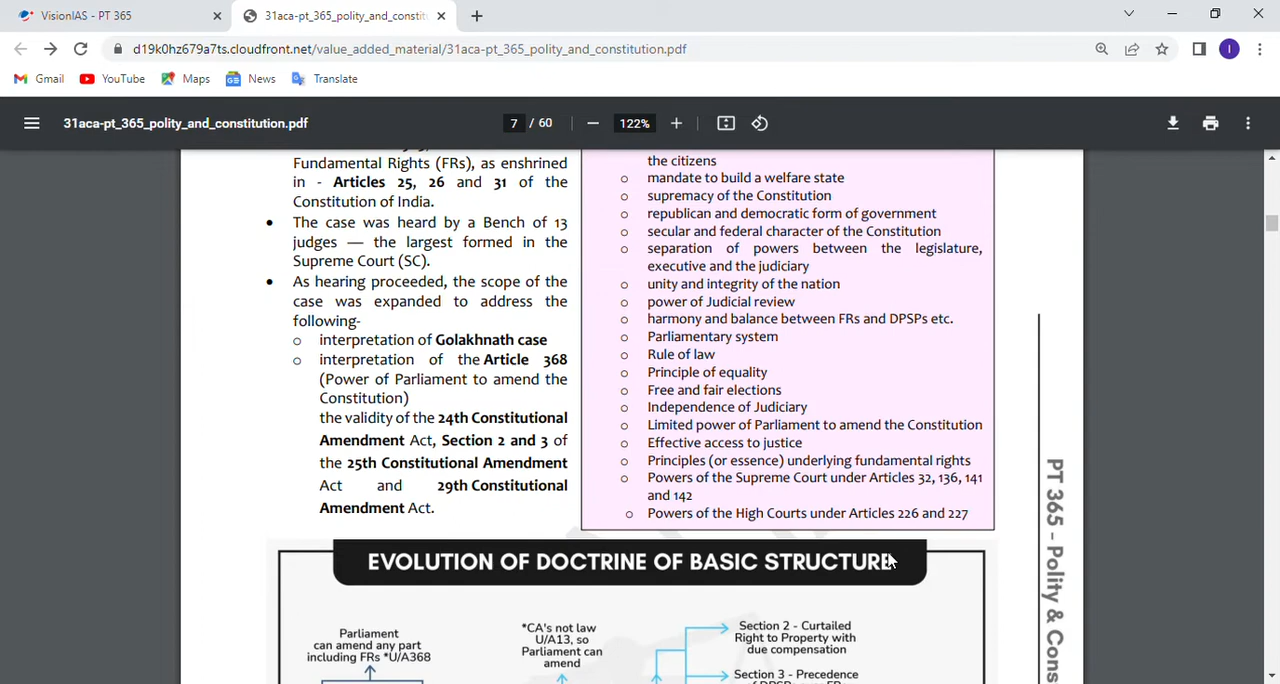 VisionIAS - PT 365
31aca-pt_365_polity_and_constitu
d19k0hz679a7ts.cloudfront.net/value_added_material/31aca-pt_365_polity_and_constitution.pdf
I
Gmail
YouTube
Maps
News
Translate
31aca-pt_365_polity_and_constitution.pdf
7 / 60
122%
Fundamental Rights (FRs), as enshrined
in - Articles 25, 26 and 31 of the
Constitution of India.
• The case was heard by a Bench of 13
judges — the largest formed in the
Supreme Court (SC).
• As hearing proceeded, the scope of the
case was expanded to address the
following-
o interpretation of Golakhnath case
o interpretation of the Article 368
(Power of Parliament to amend the
Constitution)
the validity of the 24th Constitutional
Amendment Act, Section 2 and 3 of
the 25th Constitutional Amendment
Act and 29th Constitutional
Amendment Act.
the citizens
o mandate to build a welfare state
o supremacy of the Constitution
o republican and democratic form of government
o secular and federal character of the Constitution
o separation of powers between the legislature,
executive and the judiciary
o unity and integrity of the nation
o power of Judicial review
o harmony and balance between FRs and DPSPs etc.
o Parliamentary system
o Rule of law
o Principle of equality
o Free and fair elections
o Independence of Judiciary
o Limited power of Parliament to amend the Constitution
o Effective access to justice
o Principles (or essence) underlying fundamental rights
o Powers of the Supreme Court under Articles 32, 136, 141
and 142
o Powers of the High Courts under Articles 226 and 227
PT 365 - Polity & Cons
EVOLUTION OF DOCTRINE OF BASIC STRUCTURE
Parliament
can amend any part
including FRs *U/A368
*CA's not law
U/A13, so
Parliament can
amend
Section 2 - Curtailed
Right to Property with
due compensation
Section 3 - Precedence